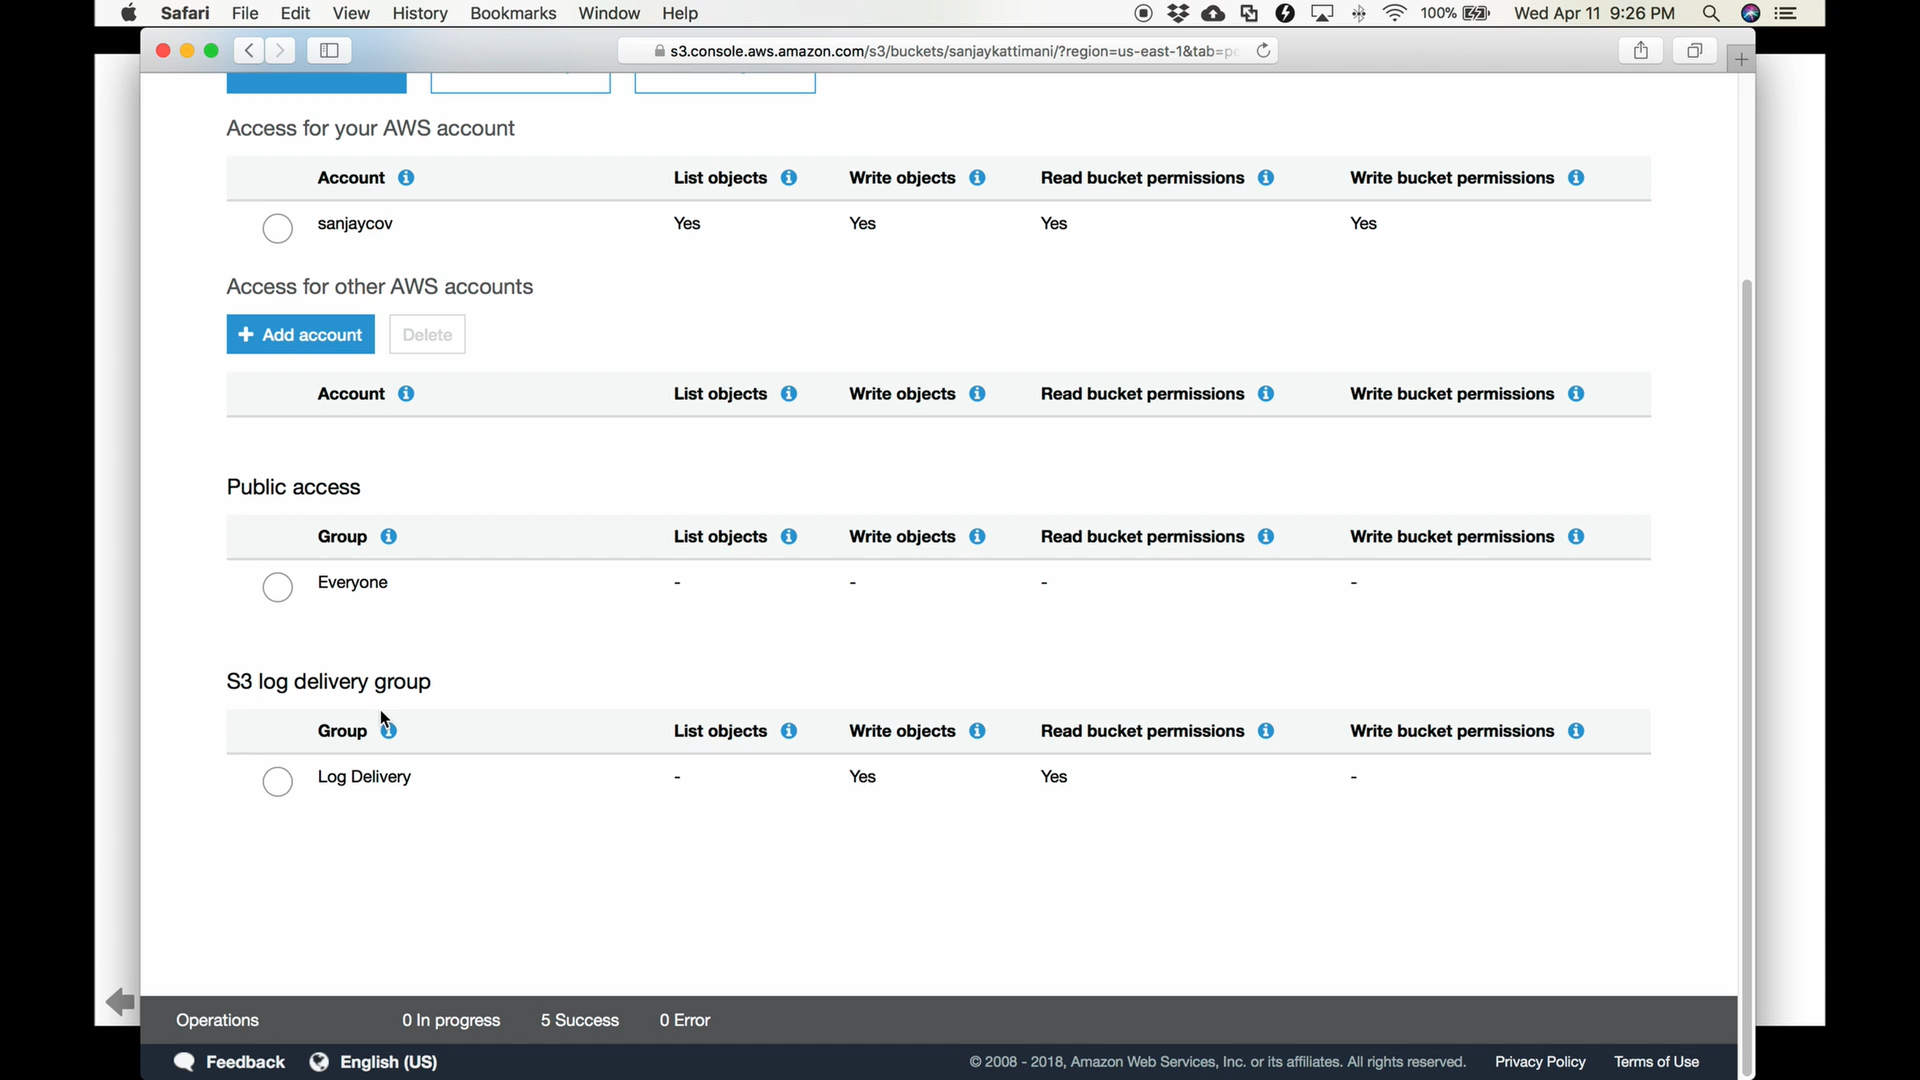 Safari File Edit View History Bookmarks Window Help 100% Wed Apr 11 9:26 PM
s3.console.aws.amazon.com/s3/buckets/sanjaykattimani/?region=us-east-1&tab=pe
Access for your AWS account
Account List objects Write objects Read bucket permissions Write bucket permissions
sanjaycov Yes Yes Yes Yes
Access for other AWS accounts
+ Add account Delete
Account List objects Write objects Read bucket permissions Write bucket permissions
Public access
Group List objects Write objects Read bucket permissions Write bucket permissions
Everyone - - - -
S3 log delivery group
Group List objects Write objects Read bucket permissions Write bucket permissions
Log Delivery - Yes Yes -
Operations 0 In progress 5 Success 0 Error
Feedback English (US) © 2008 - 2018, Amazon Web Services, Inc. or its affiliates. All rights reserved. Privacy Policy Terms of Use